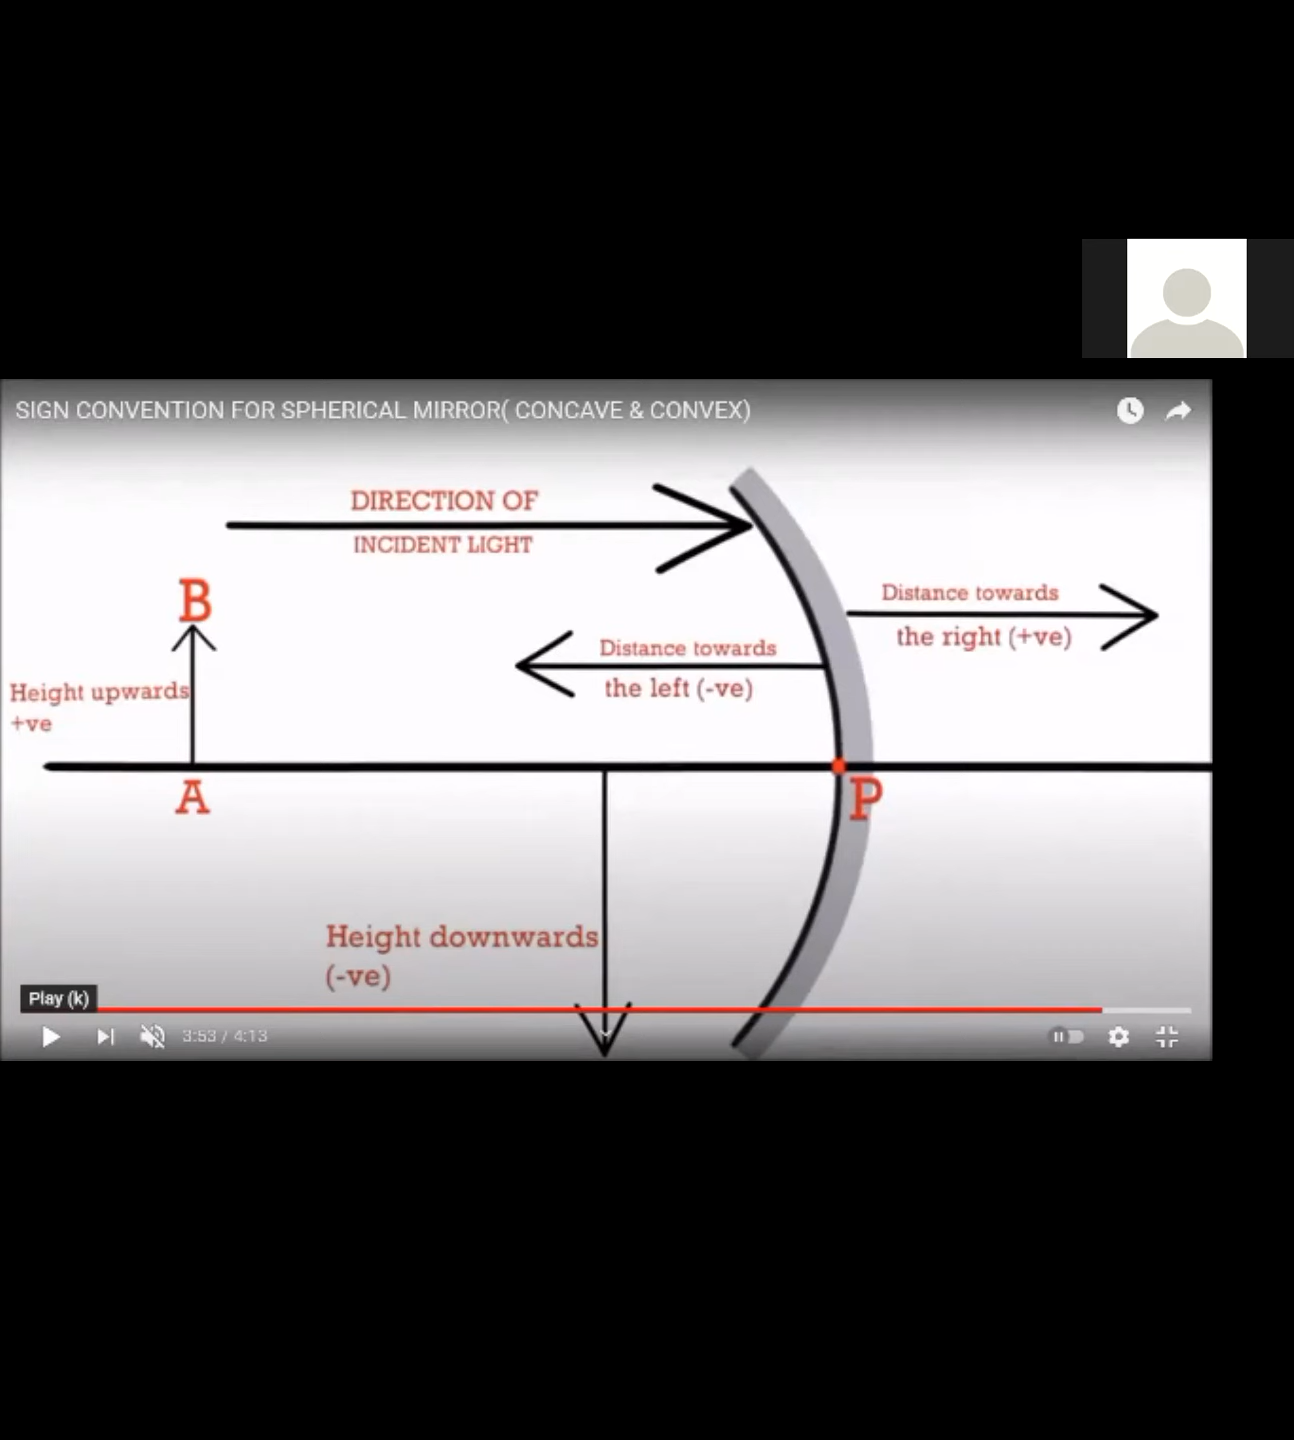 SIGN CONVENTION FOR SPHERICAL MIRROR( CONCAVE & CONVEX)
DIRECTION OF
INCIDENT LIGHT
B
Distance towards
the right (+ve)
Distance towards
the left (-ve)
Height upwards
+ve
A
P
Height downwards
(-ve)
Play (k)
3:53 / 4:13